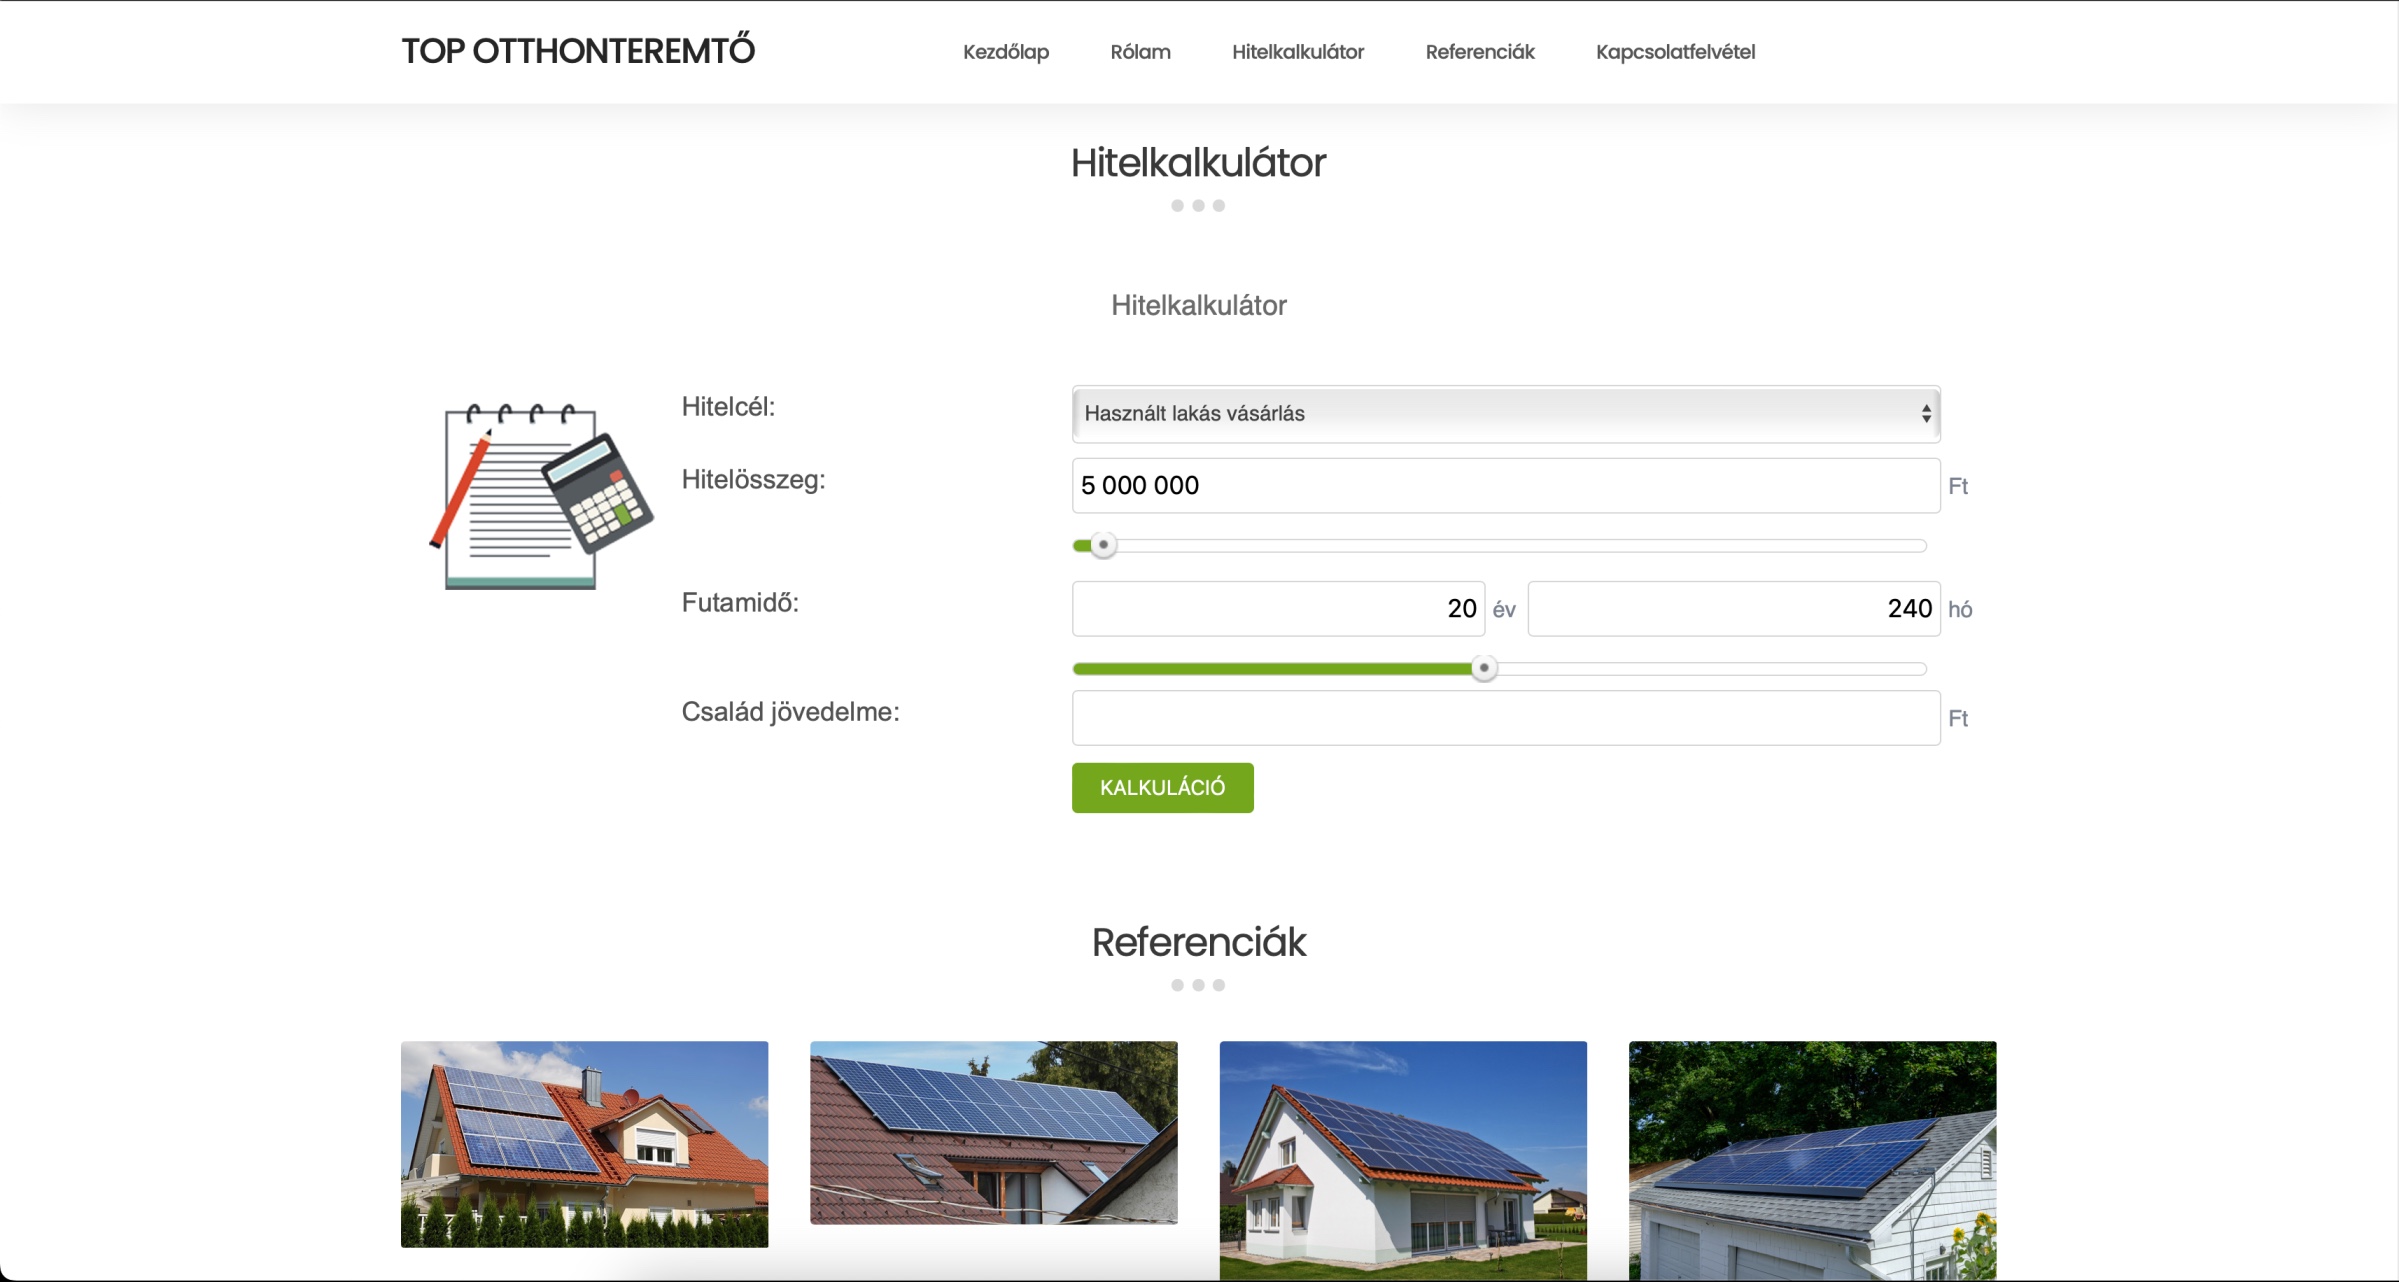 TOP OTTHONTEREMTŐ
Kezdőlap Rólam Hitelkalkulátor Referenciák Kapcsolatfelvétel
Hitelkalkulátor
Hitelkalkulátor
Hitelcél: Használt lakás vásárlás
Hitelösszeg: 5 000 000 Ft
Futamidő: 20 év 240 hó
Család jövedelme: Ft
KALKULÁCIÓ
Referenciák